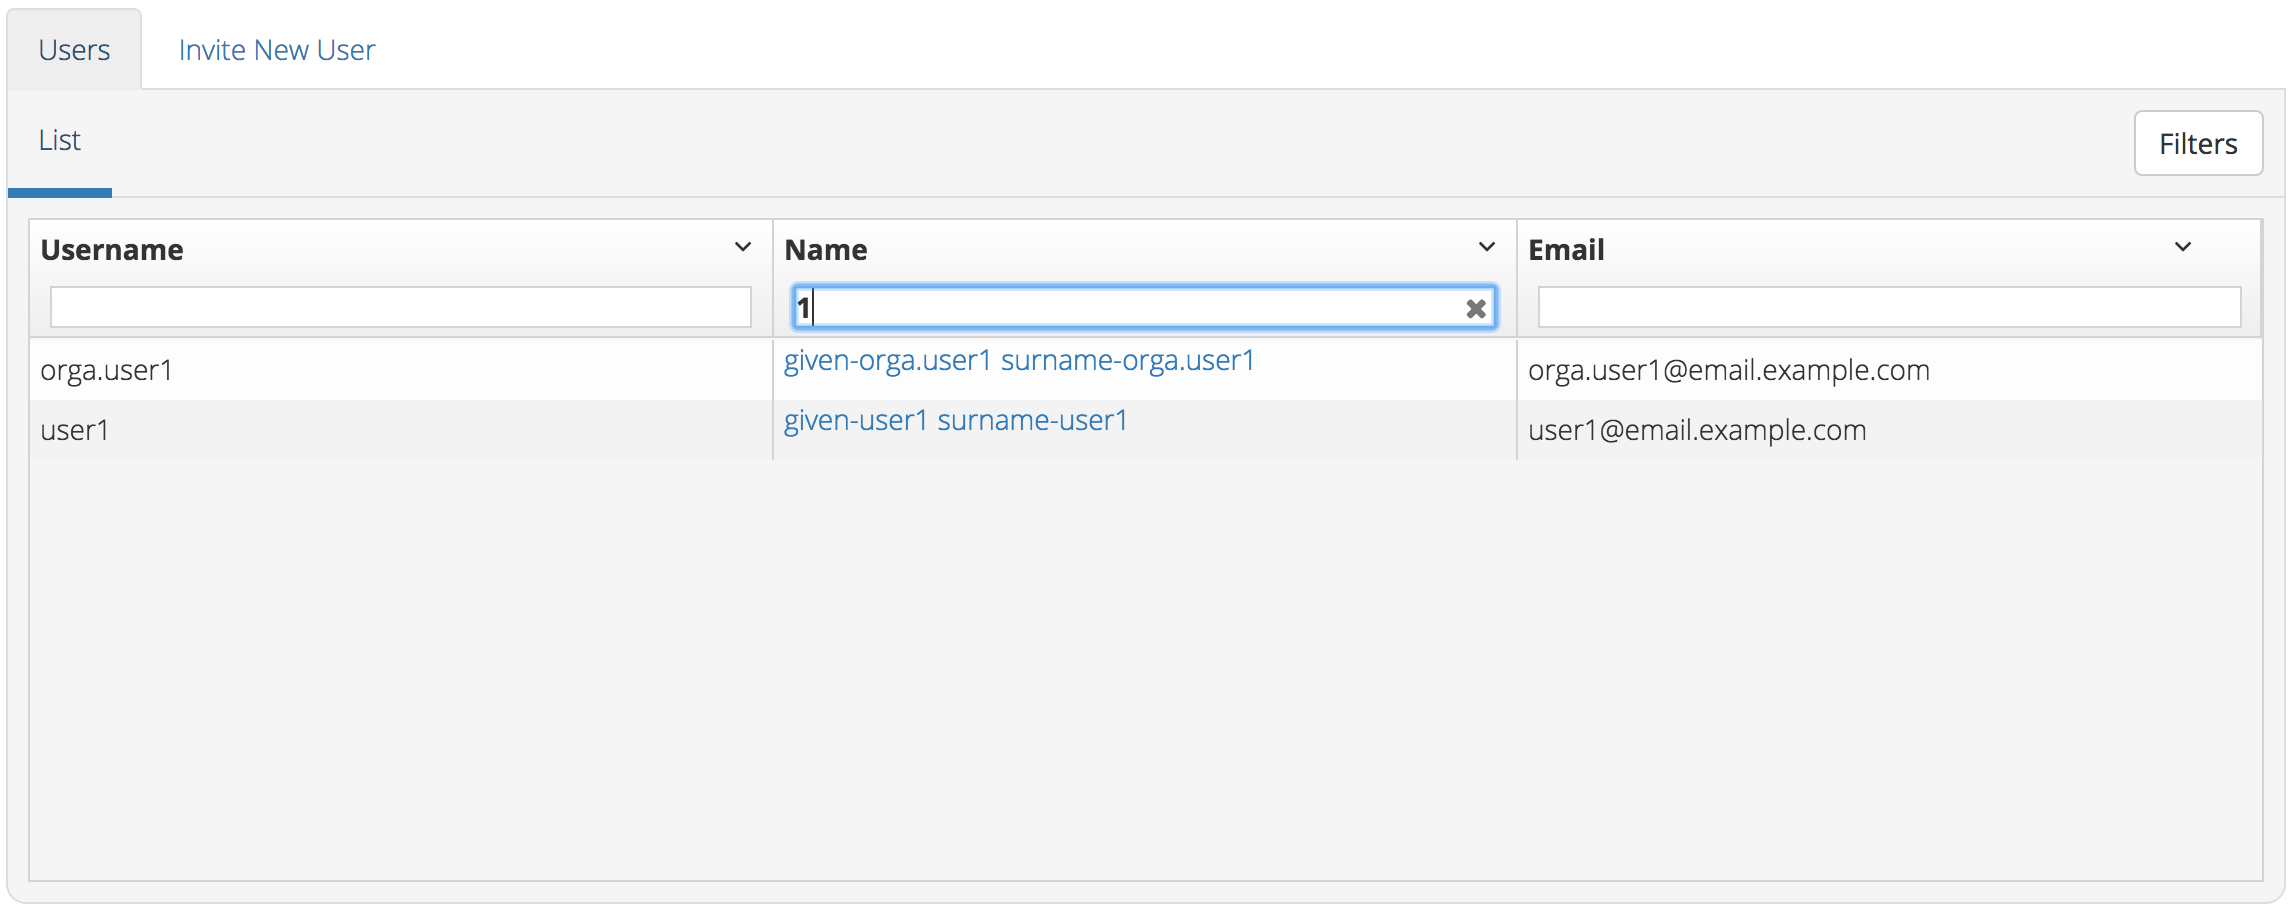 Users Invite New User
List Filters
Username Name Email
1
orga.user1 given-orga.user1 surname-orga.user1 orga.user1@email.example.com
user1 given-user1 surname-user1 user1@email.example.com